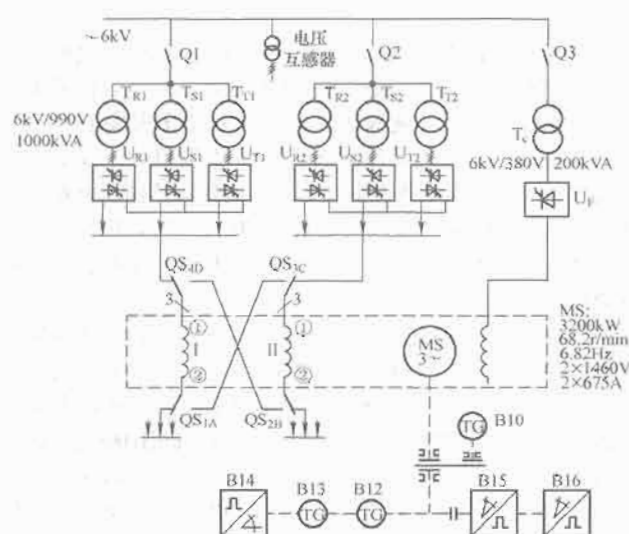 ~6kV
Q1
电压
互感器
Q2
Q3
T_R1 T_S1 T_T1
T_R2 T_S2 T_T2
6kV/990V
1000kVA
T_c
6kV/380V 200kVA
U_R1 U_S1 U_T1
U_R2 U_S2 U_T2
U_F
QS_4D
QS_3C
3
3
① ①
I II
② ②
QS_1A
QS_2B
MS
3~
MS:
3200kW
68.2r/min
6.82Hz
2×1460V
2×675A
TG B10
B14 B13 B12 B15 B16
TG TG